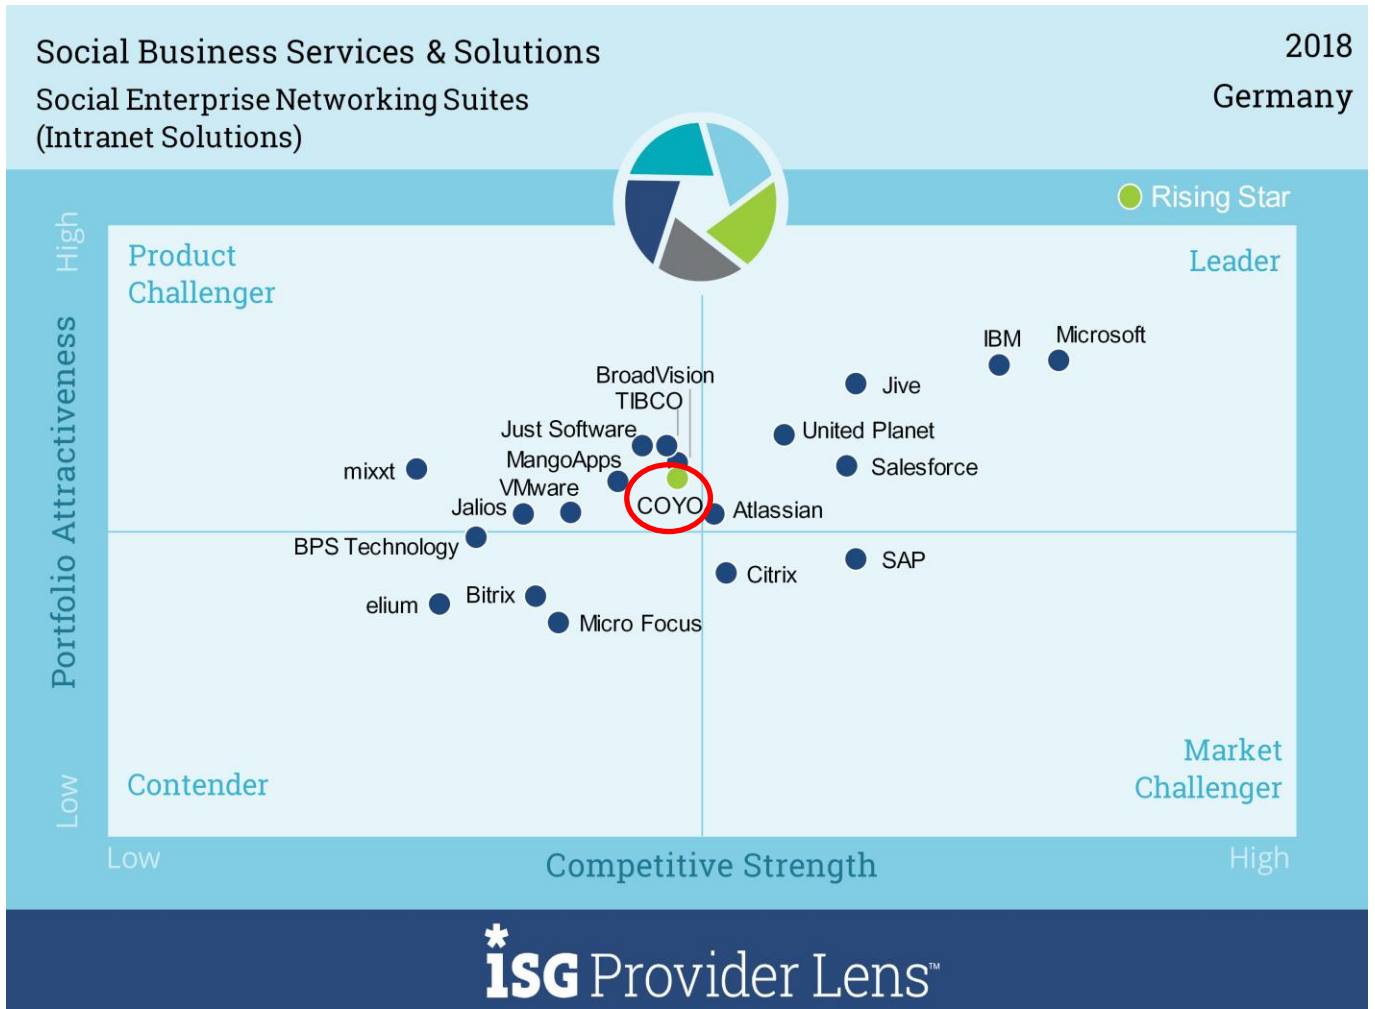 Social Business Services & Solutions
2018
Social Enterprise Networking Suites
Germany
(Intranet Solutions)
Rising Star
High
Product
Challenger
Leader
Portfolio Attractiveness
IBM
Microsoft
BroadVision
Jive
TIBCO
Just Software
United Planet
MangoApps
mixxt
Salesforce
VMware
Jalios
COYO
Atlassian
BPS Technology
SAP
Citrix
elium
Bitrix
Micro Focus
Market
Challenger
Contender
Low
Low
Competitive Strength
High
ISG Provider Lens™